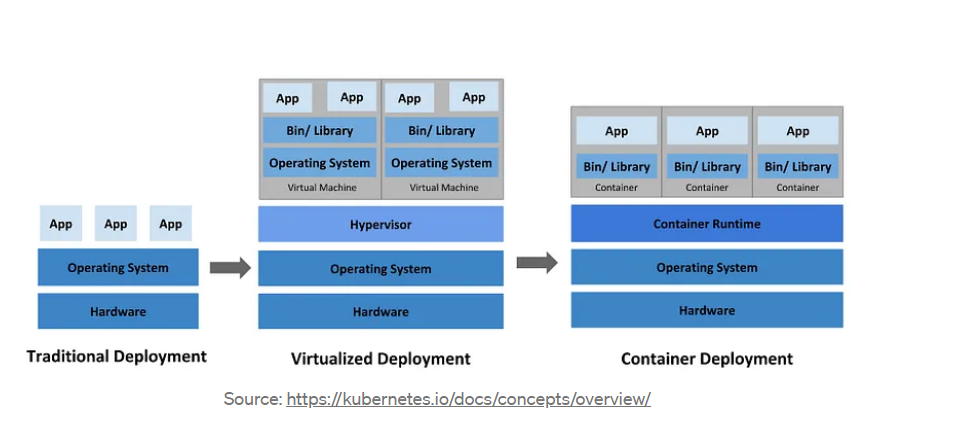 App App App
Operating System
Hardware
Traditional Deployment
App App App App
Bin/ Library Bin/ Library
Operating System Operating System
Virtual Machine Virtual Machine
Hypervisor
Operating System
Hardware
Virtualized Deployment
App App App
Bin/ Library Bin/ Library Bin/ Library
Container Container Container
Container Runtime
Operating System
Hardware
Container Deployment
Source: https://kubernetes.io/docs/concepts/overview/